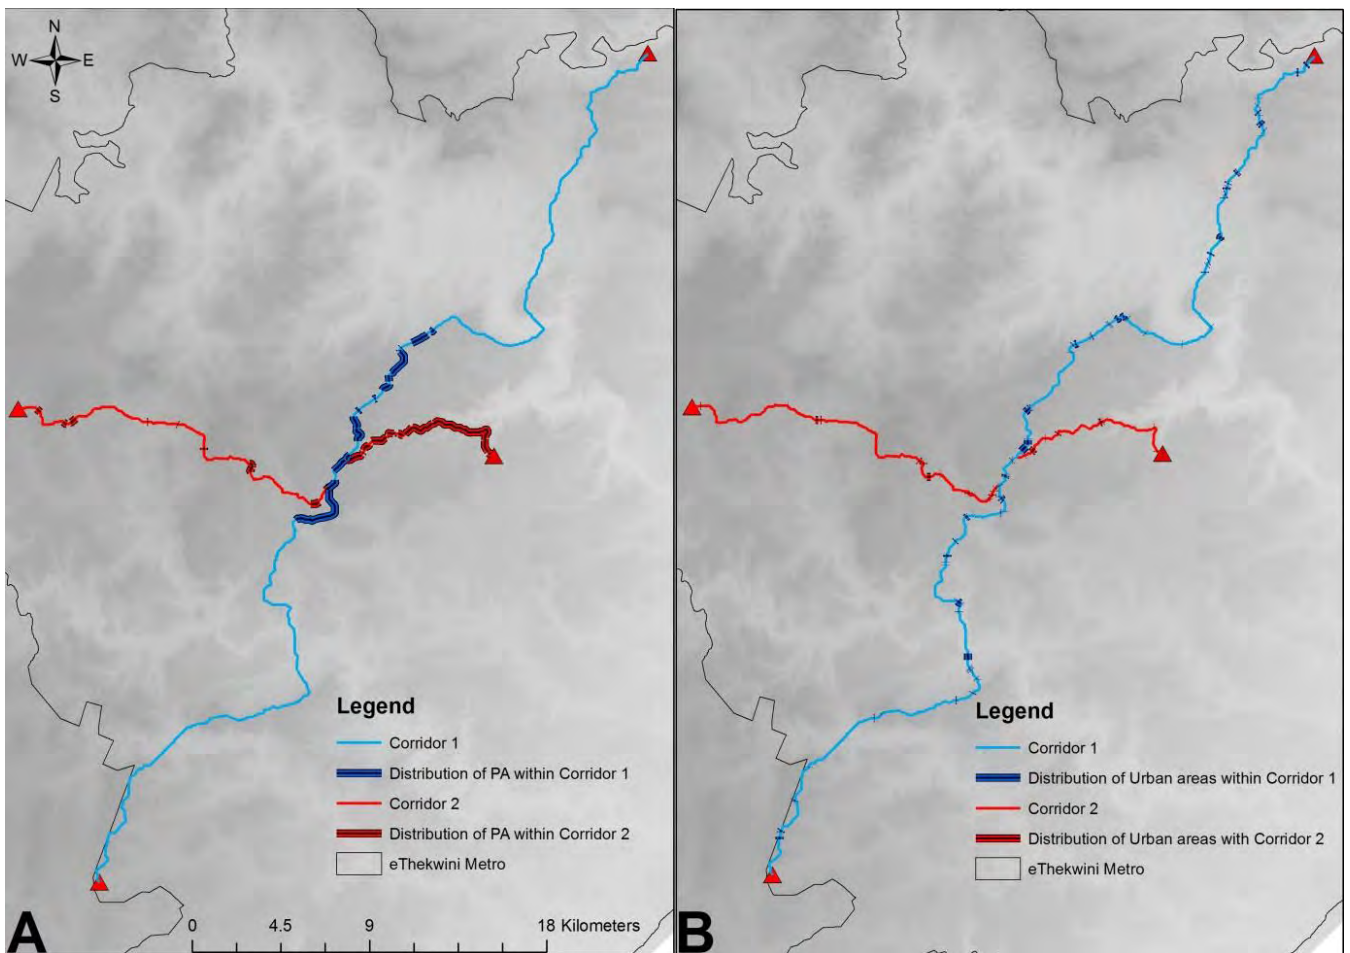 N
W E
S
Legend
Corridor 1
Distribution of PA within Corridor 1
Corridor 2
Distribution of PA within Corridor 2
eThekwini Metro
0 4.5 9 18 Kilometers
A
Legend
Corridor 1
Distribution of Urban areas within Corridor 1
Corridor 2
Distribution of Urban areas with Corridor 2
eThekwini Metro
B